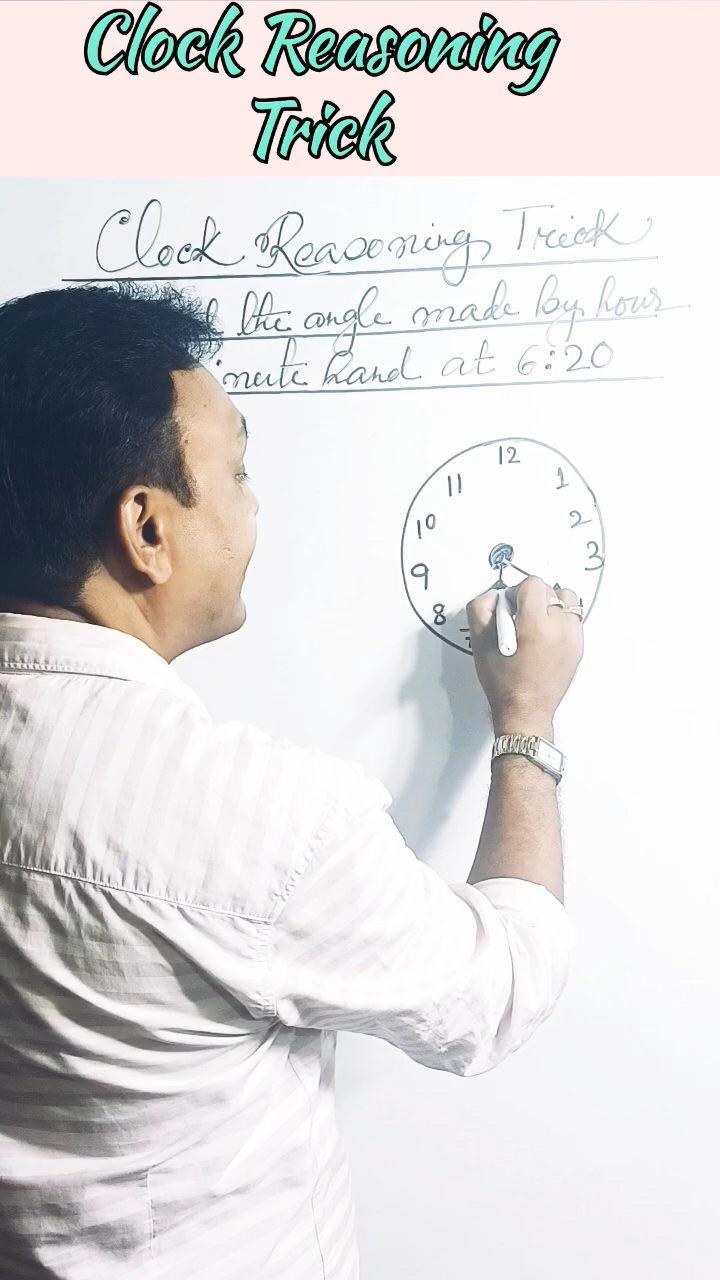 Clock Reasoning
Trick
Clock Reasoning Trick
the angle made by hour
hand at 6:20
12
11
1
10
2
9
3
8
7